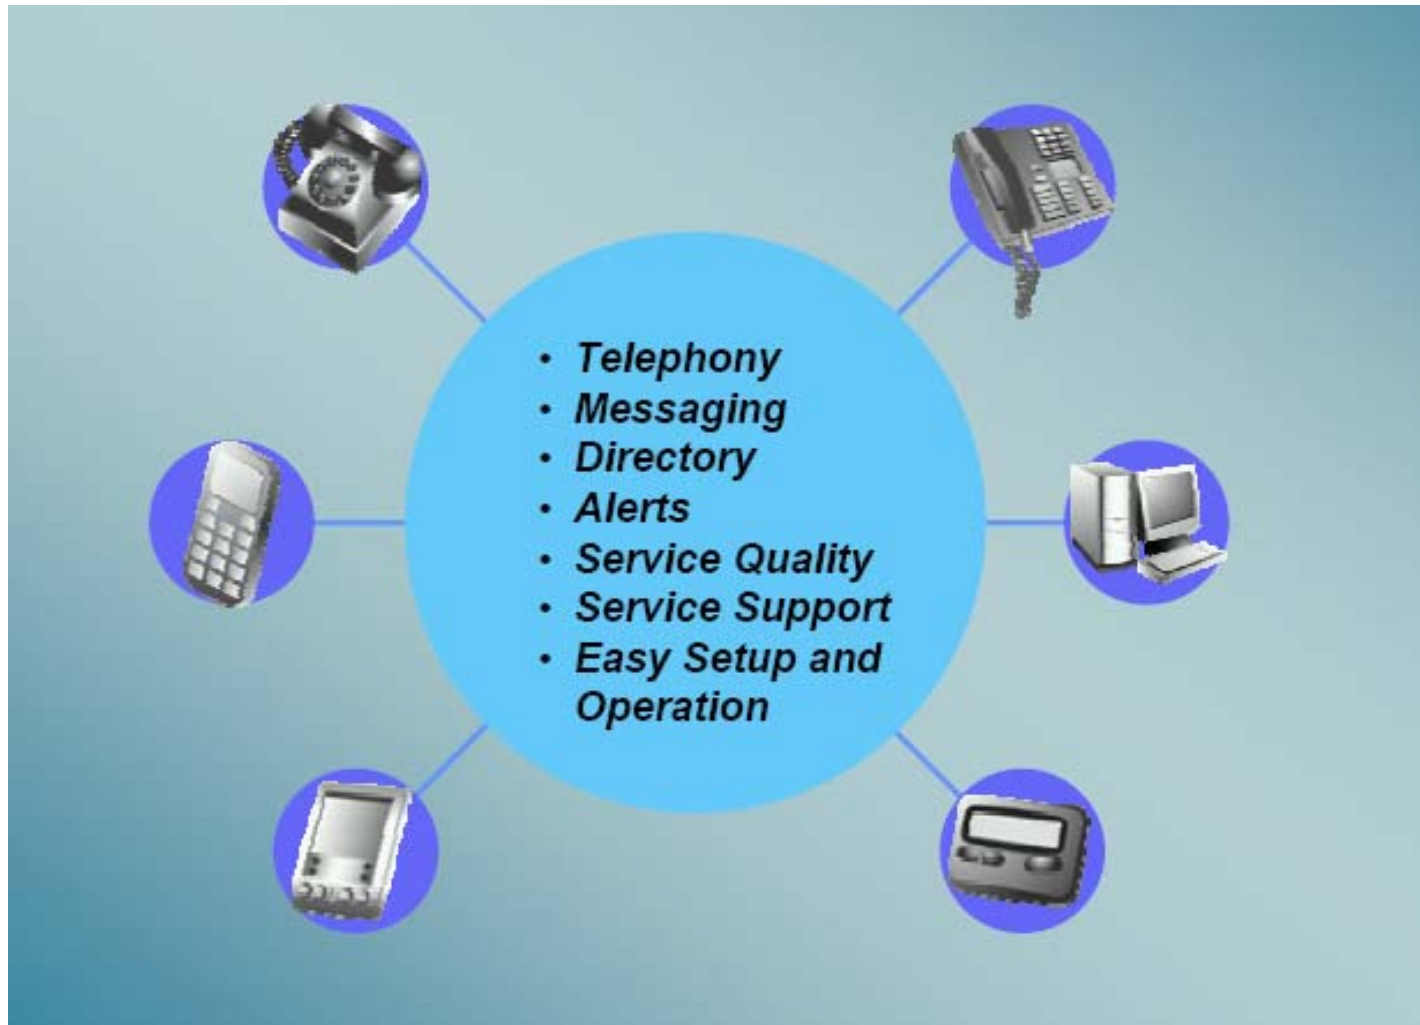 • Telephony
• Messaging
• Directory
• Alerts
• Service Quality
• Service Support
• Easy Setup and
Operation